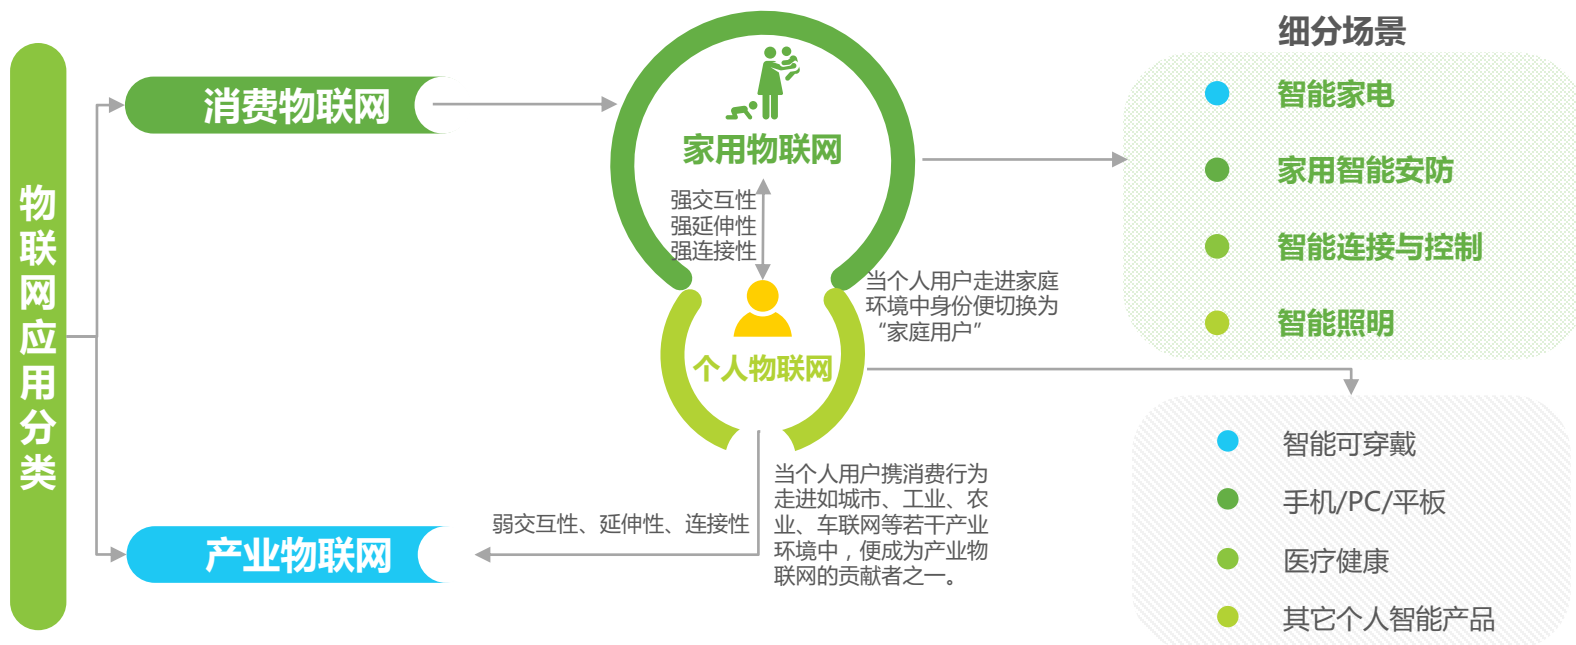 物联网应用分类
消费物联网
家用物联网
强交互性
强延伸性
强连接性
个人物联网
当个人用户走进家庭
环境中身份便切换为
“家庭用户”
产业物联网
弱交互性、延伸性、连接性
当个人用户携消费行为
走进如城市、工业、农
业、车联网等若干产业
环境中，便成为产业物
联网的贡献者之一。
细分场景
智能家电
家用智能安防
智能连接与控制
智能照明
智能可穿戴
手机/PC/平板
医疗健康
其它个人智能产品